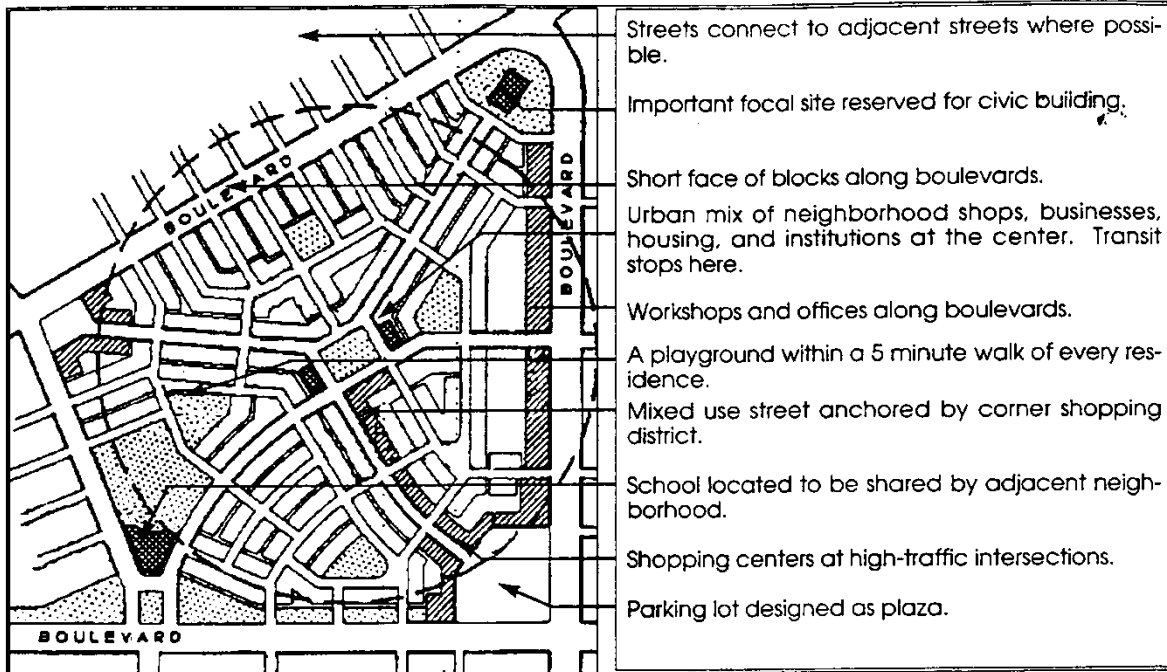 Streets connect to adjacent streets where possi-
ble.
Important focal site reserved for civic building.
Short face of blocks along boulevards.
Urban mix of neighborhood shops, businesses,
housing, and institutions at the center. Transit
stops here.
Workshops and offices along boulevards.
A playground within a 5 minute walk of every res-
idence.
Mixed use street anchored by corner shopping
district.
School located to be shared by adjacent neigh-
borhood.
Shopping centers at high-traffic intersections.
Parking lot designed as plaza.
BOULEVARD
BOULEVARD
BOULEVARD